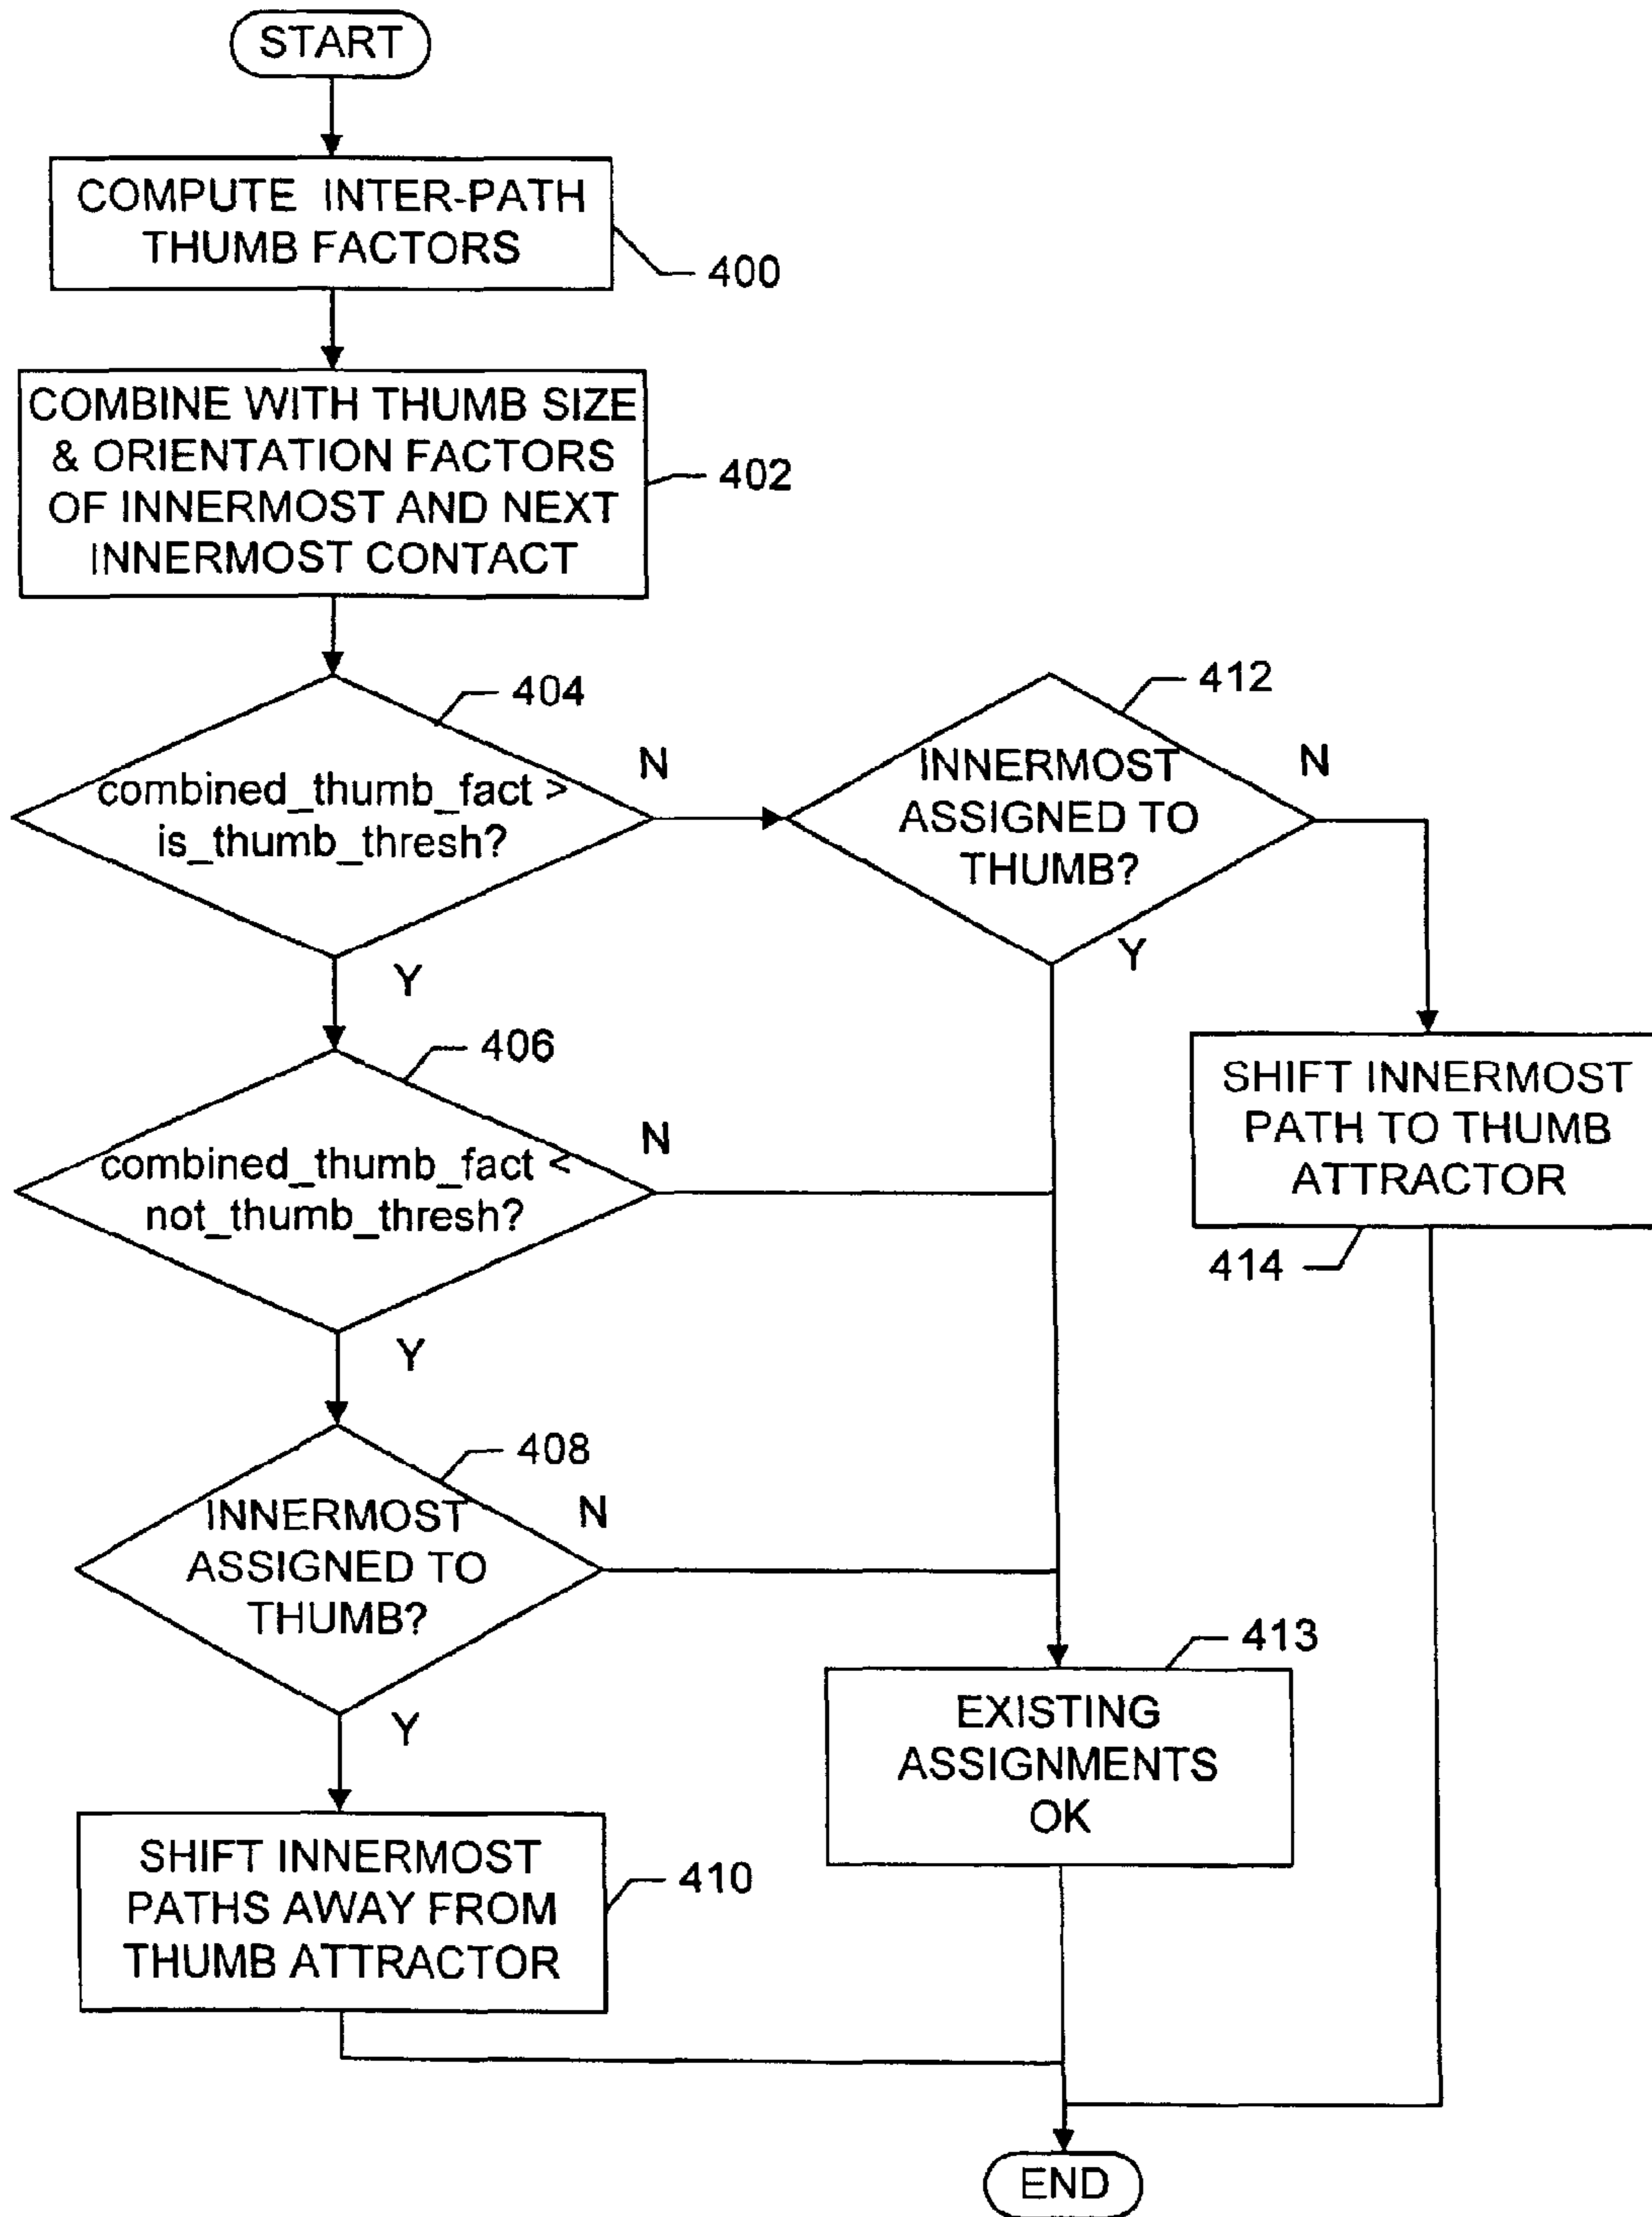 START
COMPUTE INTER-PATH
THUMB FACTORS
400
COMBINE WITH THUMB SIZE
& ORIENTATION FACTORS
OF INNERMOST AND NEXT
INNERMOST CONTACT
402
404
combined_thumb_fact >
is_thumb_thresh?
N
Y
412
INNERMOST
ASSIGNED TO
THUMB?
N
Y
406
combined_thumb_fact <
not_thumb_thresh?
N
Y
SHIFT INNERMOST
PATH TO THUMB
ATTRACTOR
414
408
INNERMOST
ASSIGNED TO
THUMB?
N
Y
413
EXISTING
ASSIGNMENTS
OK
SHIFT INNERMOST
PATHS AWAY FROM
THUMB ATTRACTOR
410
END